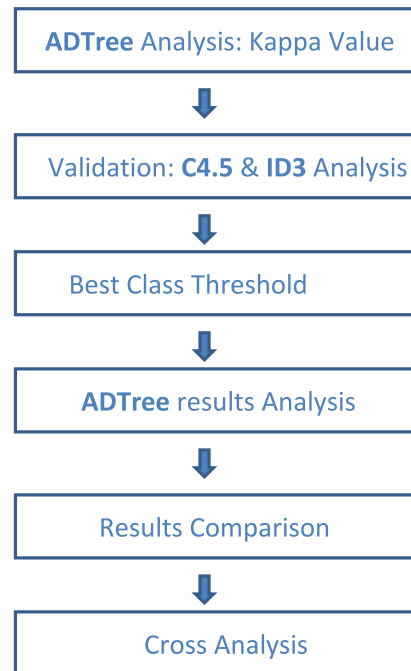 ADTree Analysis: Kappa Value
Validation: C4.5 & ID3 Analysis
Best Class Threshold
ADTree results Analysis
Results Comparison
Cross Analysis